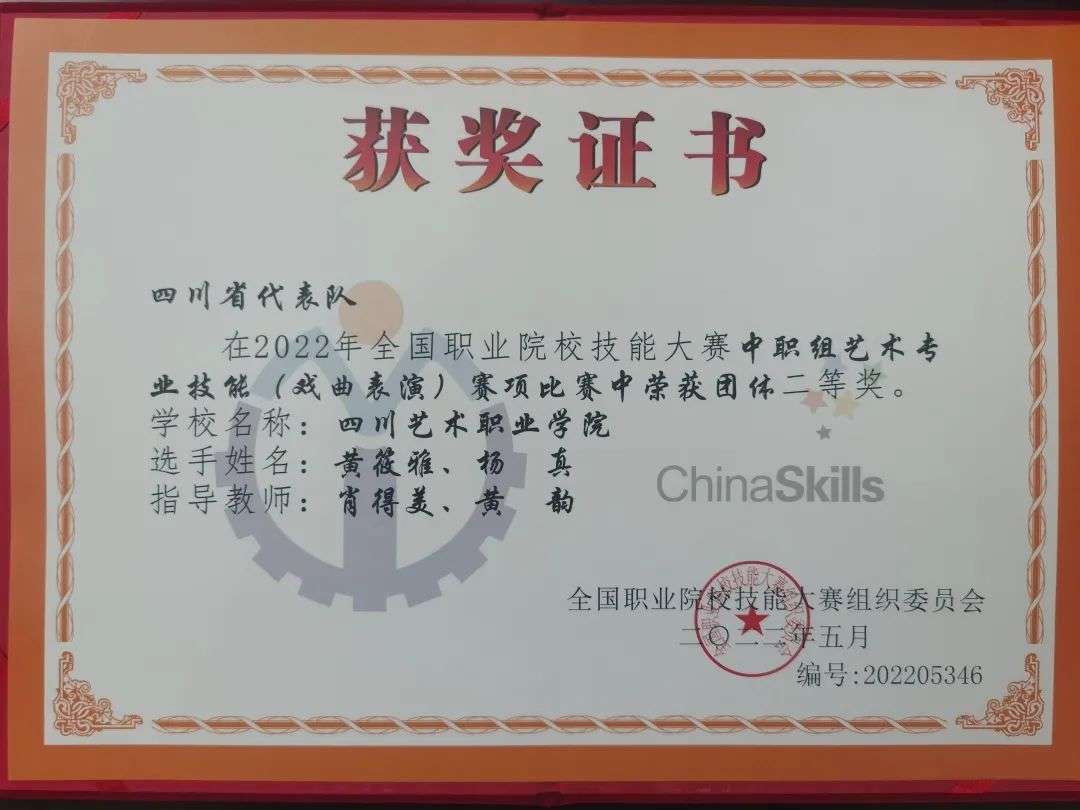 获奖证书
四川省代表队
在2022年全国职业院校技能大赛中职组艺术专
业技能（戏曲表演）赛项比赛中荣获团体二等奖。
学校名称：四川艺术职业学院
选手姓名：黄筱雅、杨　真
指导教师：肖得美、黄　韵
ChinaSkills
全国职业院校技能大赛组织委员会
二〇二二年五月
编号:202205346